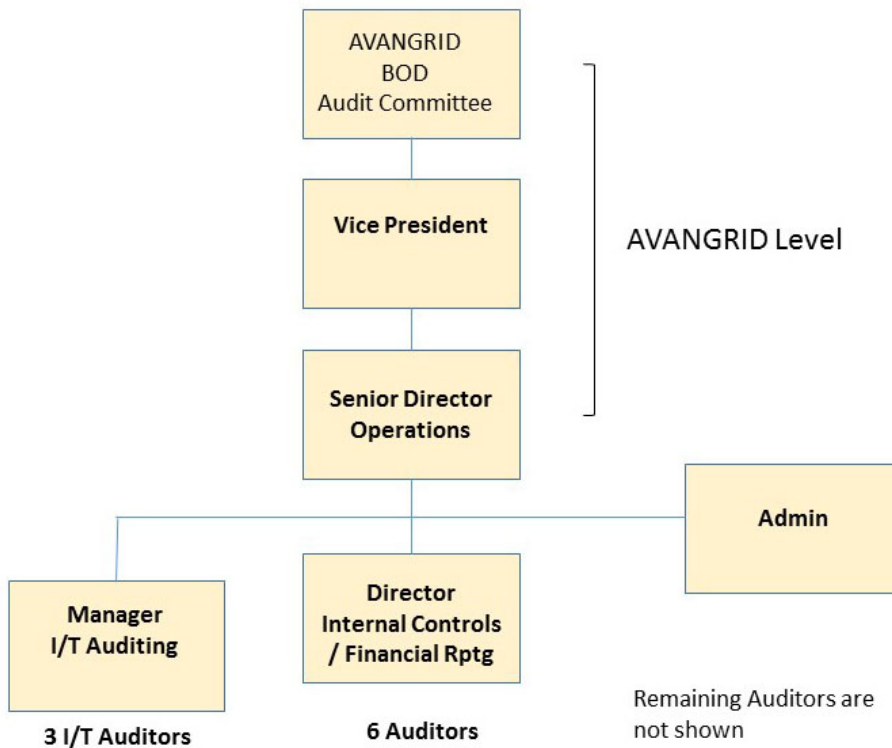 AVANGRID
BOD
Audit Committee
Vice President
AVANGRID Level
Senior Director
Operations
Admin
Manager
I/T Auditing
Director
Internal Controls
/ Financial Rptg
3 I/T Auditors
6 Auditors
Remaining Auditors are
not shown